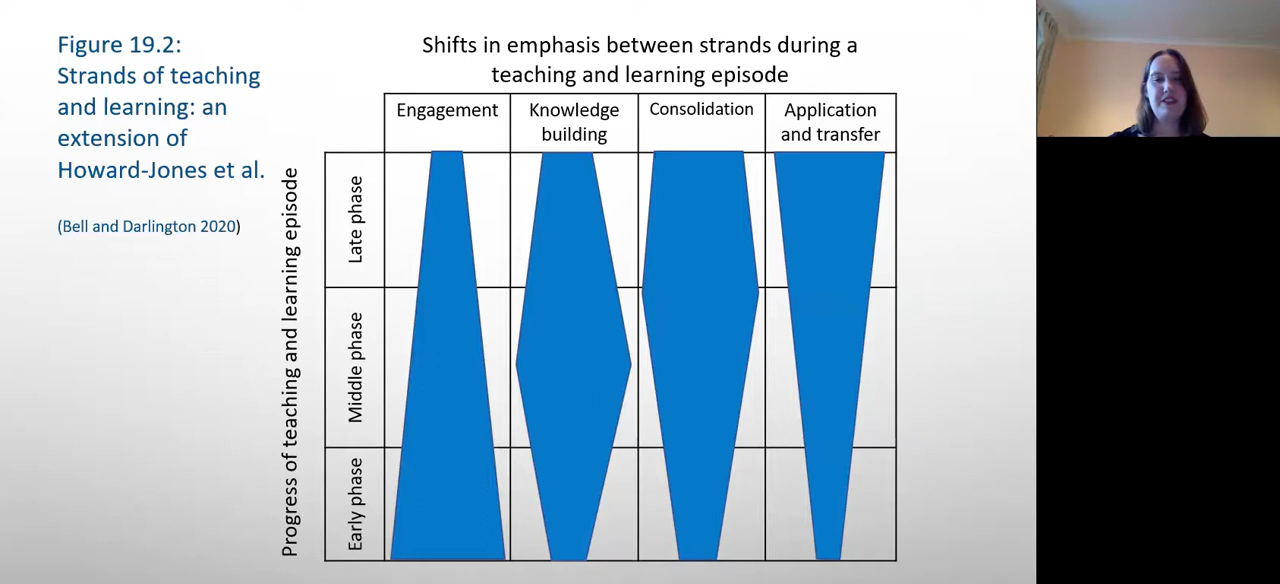 Figure 19.2:
Strands of teaching
and learning: an
extension of
Howard-Jones et al.
(Bell and Darlington 2020)
Shifts in emphasis between strands during a
teaching and learning episode
Engagement
Knowledge
building
Consolidation
Application
and transfer
Progress of teaching and learning episode
Late phase
Middle phase
Early phase